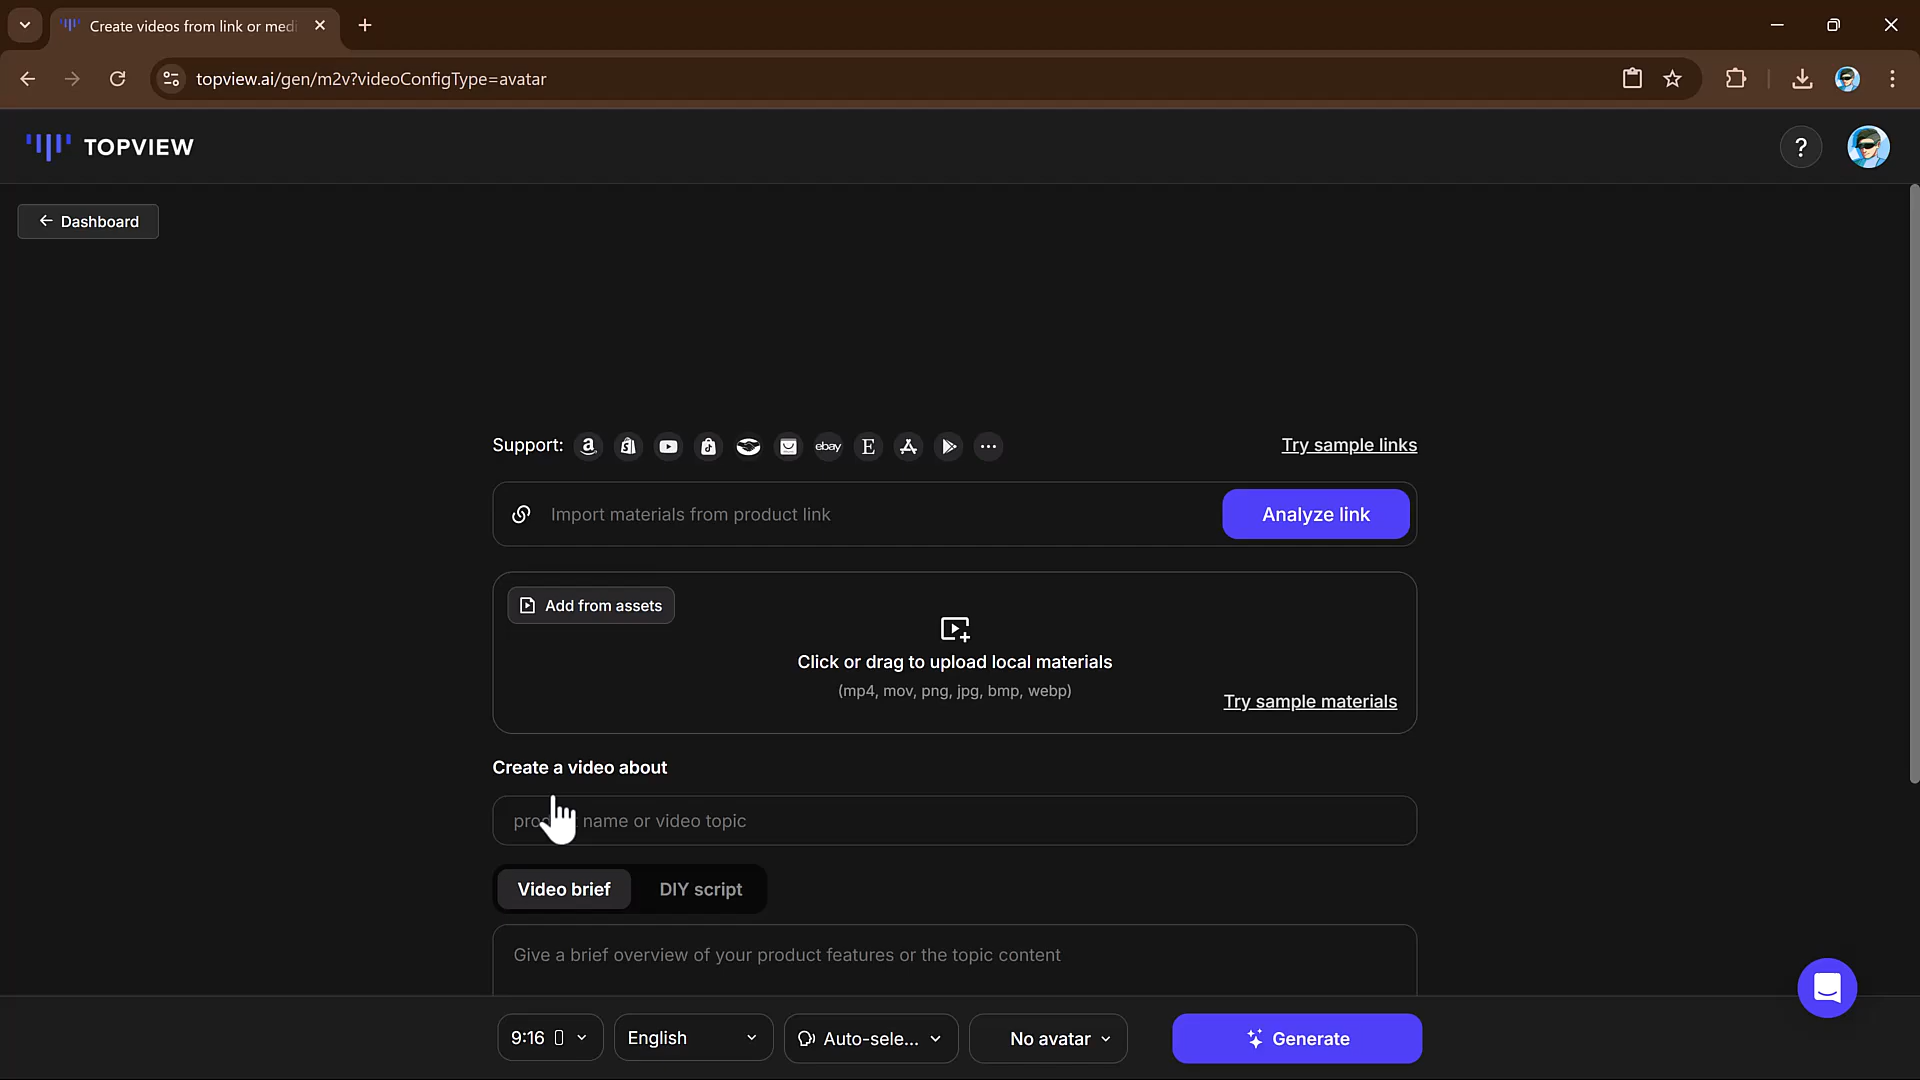 Create videos from link or medi
topview.ai/gen/m2v?videoConfigType=avatar
TOPVIEW
?
Dashboard
Support:
a
ebay
E
Try sample links
Import materials from product link
Analyze link
Add from assets
Click or drag to upload local materials
(mp4, mov, png, jpg, bmp, webp)
Try sample materials
Create a video about
name or video topic
Video brief
DIY script
Give a brief overview of your product features or the topic content
9:16
English
Auto-sele...
No avatar
Generate